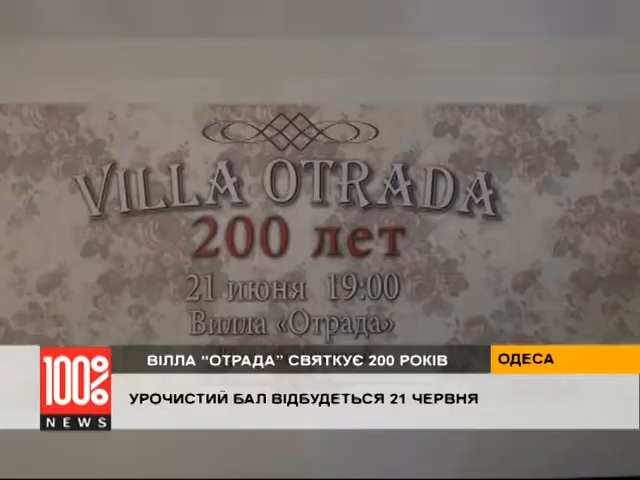 VILLA OTRADA
200 лет
21 июня 19:00
Вилла «Отрада»
100%
NEWS
ВІЛЛА "ОТРАДА" СВЯТКУЄ 200 РОКІВ
ОДЕСА
УРОЧИСТИЙ БАЛ ВІДБУДЕТЬСЯ 21 ЧЕРВНЯ